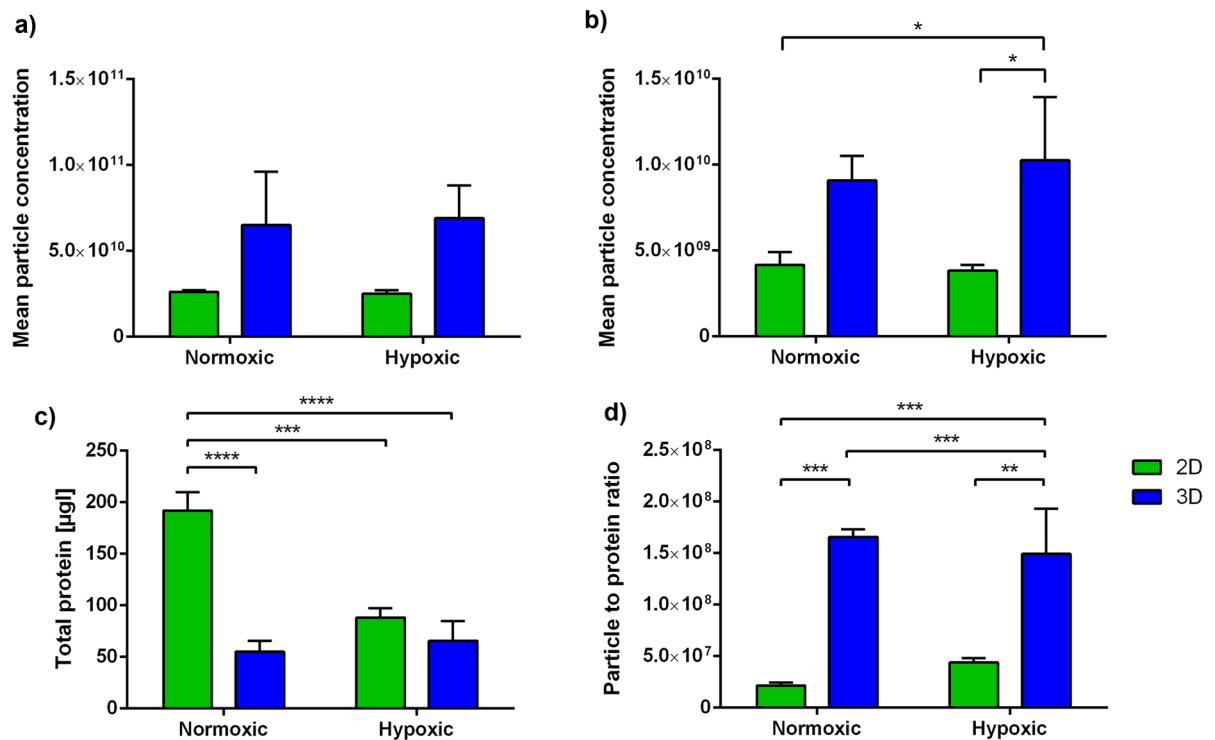 a)
Mean particle concentration
1.5×10¹¹
1.0×10¹¹
5.0×10¹⁰
0
Normoxic Hypoxic
b)
Mean particle concentration
1.5×10¹⁰
1.0×10¹⁰
5.0×10⁰⁹
0
*
*
Normoxic Hypoxic
c)
Total protein [µgl]
250
200
150
100
50
0
****
***
****
Normoxic Hypoxic
d)
Particle to protein ratio
2.5×10⁸
2.0×10⁸
1.5×10⁸
1.0×10⁸
5.0×10⁷
0
***
***
***
**
Normoxic Hypoxic
2D
3D